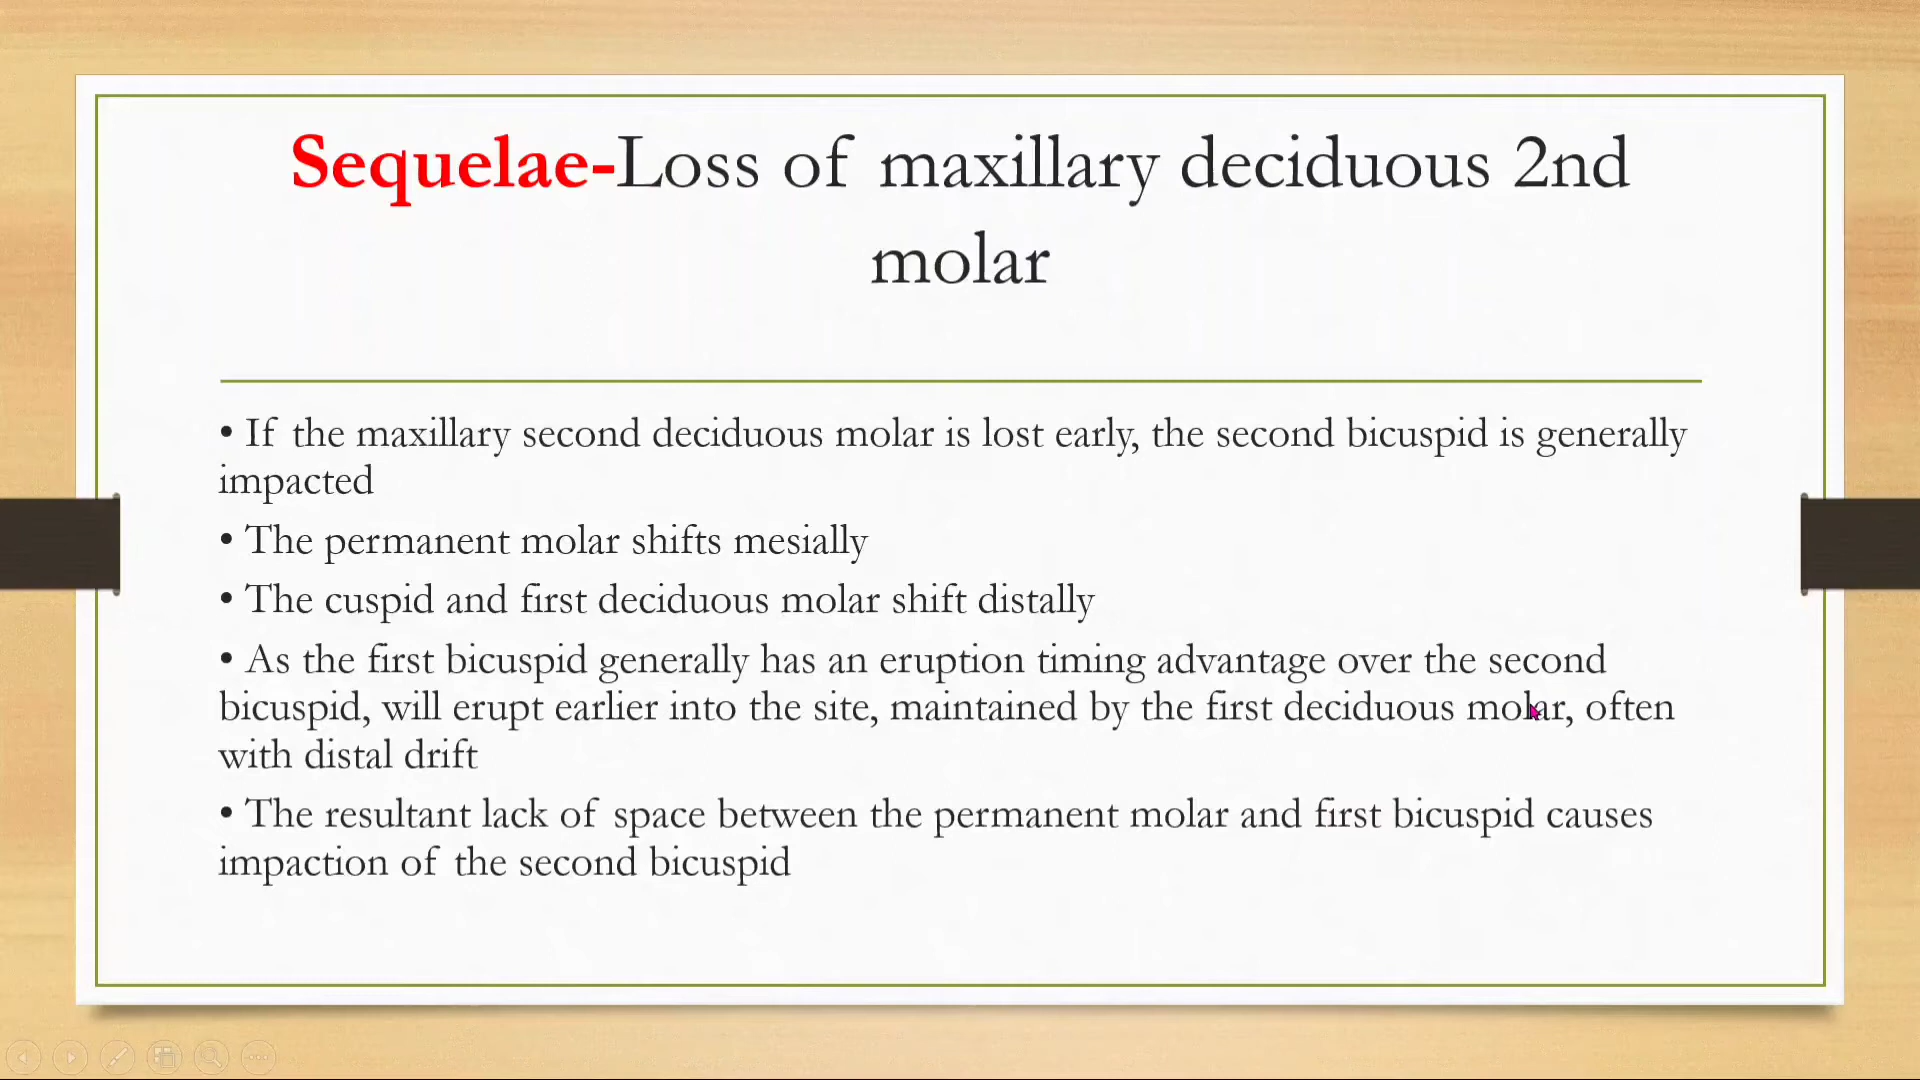 Sequelae-Loss of maxillary deciduous 2nd
molar
• If the maxillary second deciduous molar is lost early, the second bicuspid is generally
impacted
• The permanent molar shifts mesially
• The cuspid and first deciduous molar shift distally
• As the first bicuspid generally has an eruption timing advantage over the second
bicuspid, will erupt earlier into the site, maintained by the first deciduous molar, often
with distal drift
• The resultant lack of space between the permanent molar and first bicuspid causes
impaction of the second bicuspid